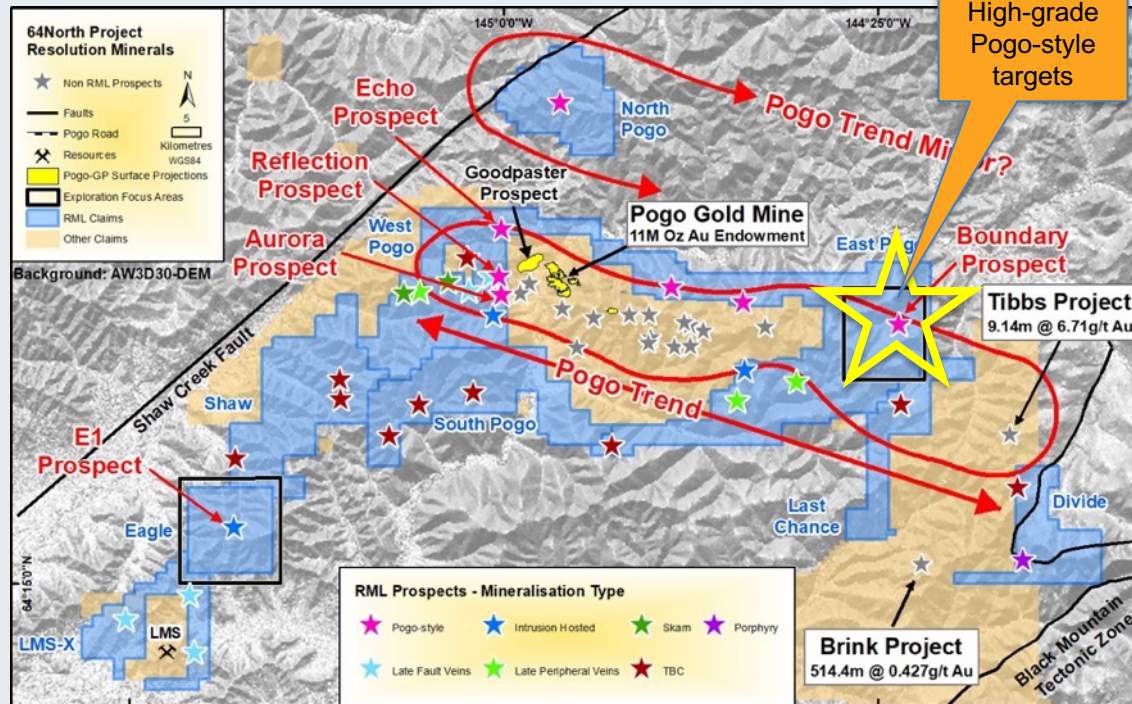 High-grade
Pogo-style
targets
145°0'0"W
144°25'0"W
64North Project
Resolution Minerals
Non RML Prospects
Faults
Pogo Road
Resources
Pogo-GP Surface Projections
Exploration Focus Areas
RML Claims
Other Claims
N
5
Kilometres
WGS84
Background: AW3D30-DEM
Echo
Prospect
Reflection
Prospect
Aurora
Prospect
Goodpaster
Prospect
North
Pogo
Pogo Trend
West
Pogo
Pogo Gold Mine
11M Oz Au Endowment
Boundary
Prospect
Tibbs Project
9.14m @ 6.71g/t Au
Shaw Creek Fault
Shaw
Pogo Trend
South Pogo
E1
Prospect
Eagle
Last
Chance
Divide
64°15'0"N
LMS-X
LMS
RML Prospects - Mineralisation Type
Pogo-style
Intrusion Hosted
Skarn
Porphyry
Late Fault Veins
Late Peripheral Veins
TBC
Brink Project
514.4m @ 0.427g/t Au
Black Mountain
Tectonic Zone